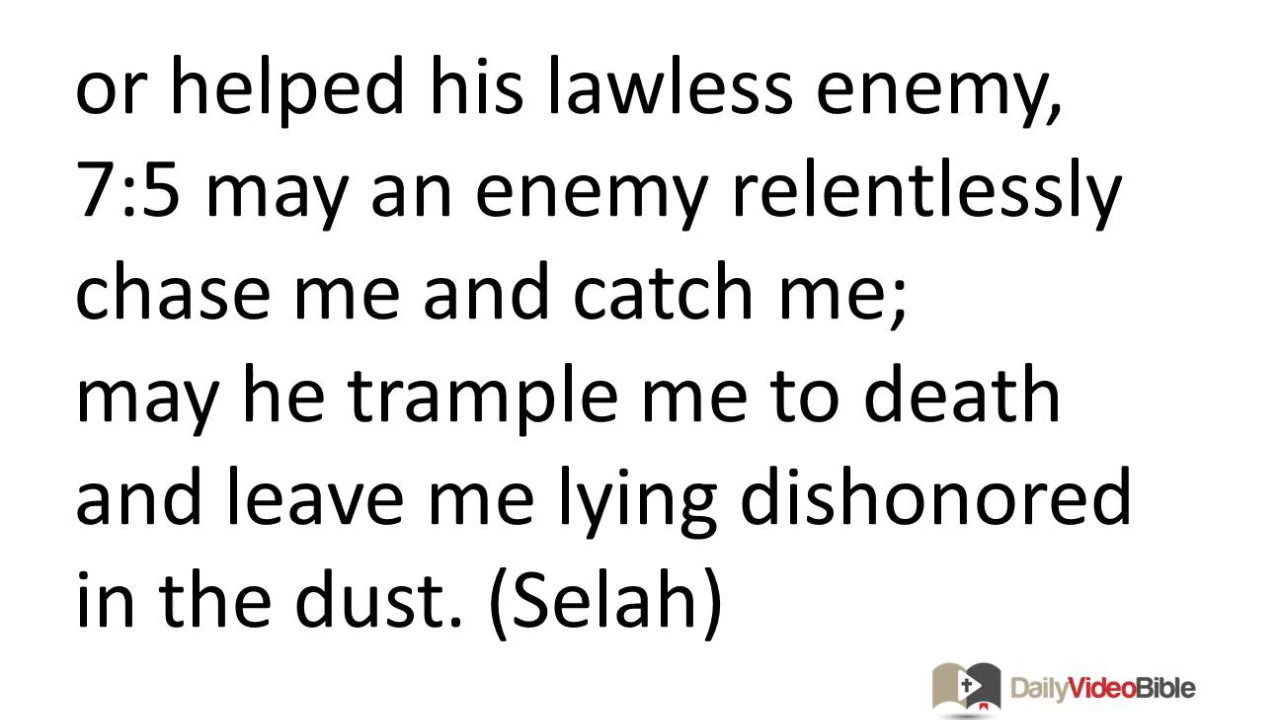 or helped his lawless enemy,
7:5 may an enemy relentlessly
chase me and catch me;
may he trample me to death
and leave me lying dishonored
in the dust. (Selah)
DailyVideoBible